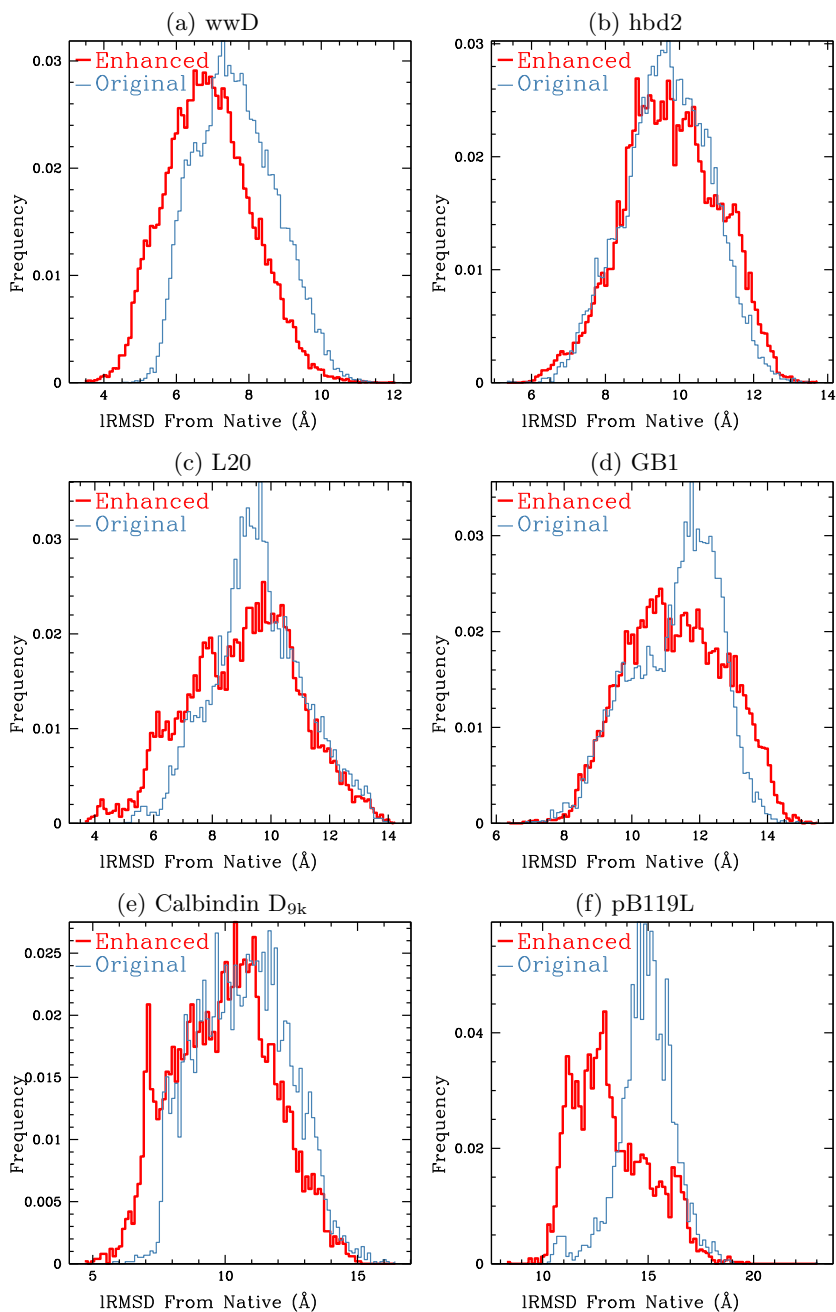 (a) wwD
Enhanced
Original
0.03
0.02
0.01
0
Frequency
4 6 8 10 12
lRMSD From Native (Å)
(b) hbd2
Enhanced
Original
0.03
0.02
0.01
0
Frequency
6 8 10 12 14
lRMSD From Native (Å)
(c) L20
Enhanced
Original
0.03
0.02
0.01
0
Frequency
4 6 8 10 12 14
lRMSD From Native (Å)
(d) GB1
Enhanced
Original
0.03
0.02
0.01
0
Frequency
6 8 10 12 14
lRMSD From Native (Å)
(e) Calbindin D₉ₖ
Enhanced
Original
0.025
0.02
0.015
0.01
0.005
0
Frequency
5 10 15
lRMSD From Native (Å)
(f) pB119L
Enhanced
Original
0.04
0.02
0
Frequency
10 15 20
lRMSD From Native (Å)